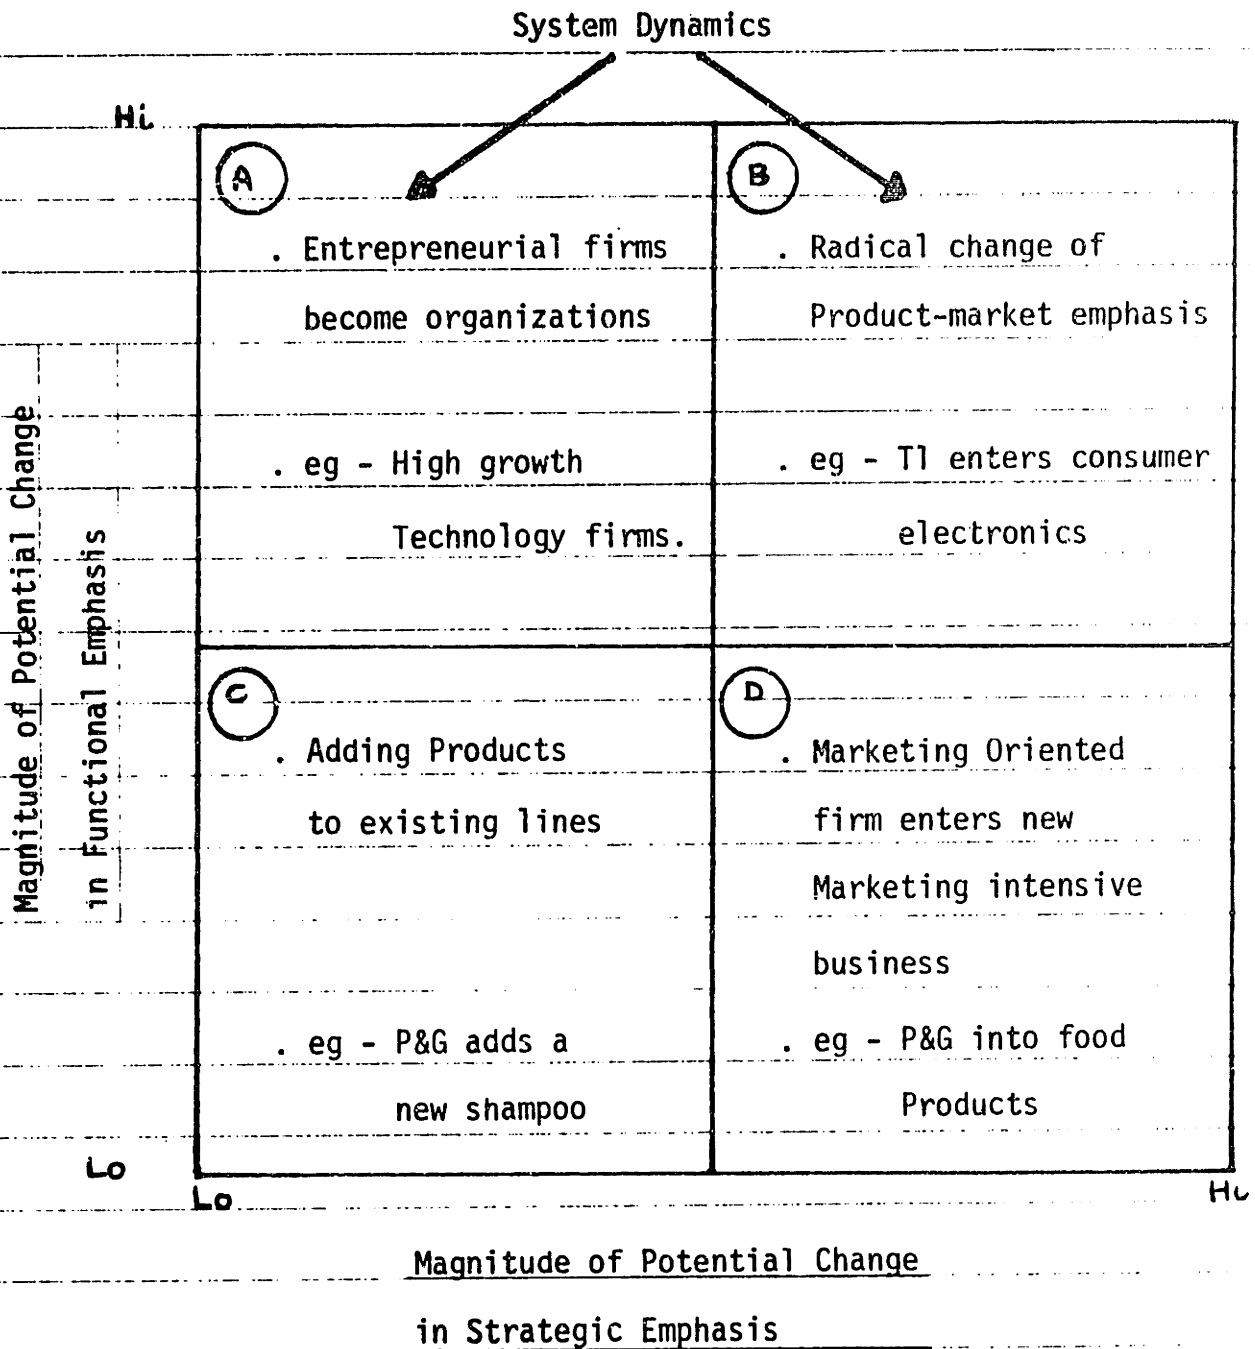 System Dynamics
Hi
A
. Entrepreneurial firms
become organizations
. eg - High growth
Technology firms.
B
. Radical change of
Product-market emphasis
. eg - T1 enters consumer
electronics
Magnitude of Potential Change
in Functional Emphasis
C
. Adding Products
to existing lines
. eg - P&G adds a
new shampoo
D
. Marketing Oriented
firm enters new
Marketing intensive
business
. eg - P&G into food
Products
Lo
Lo
Hi
Magnitude of Potential Change
in Strategic Emphasis